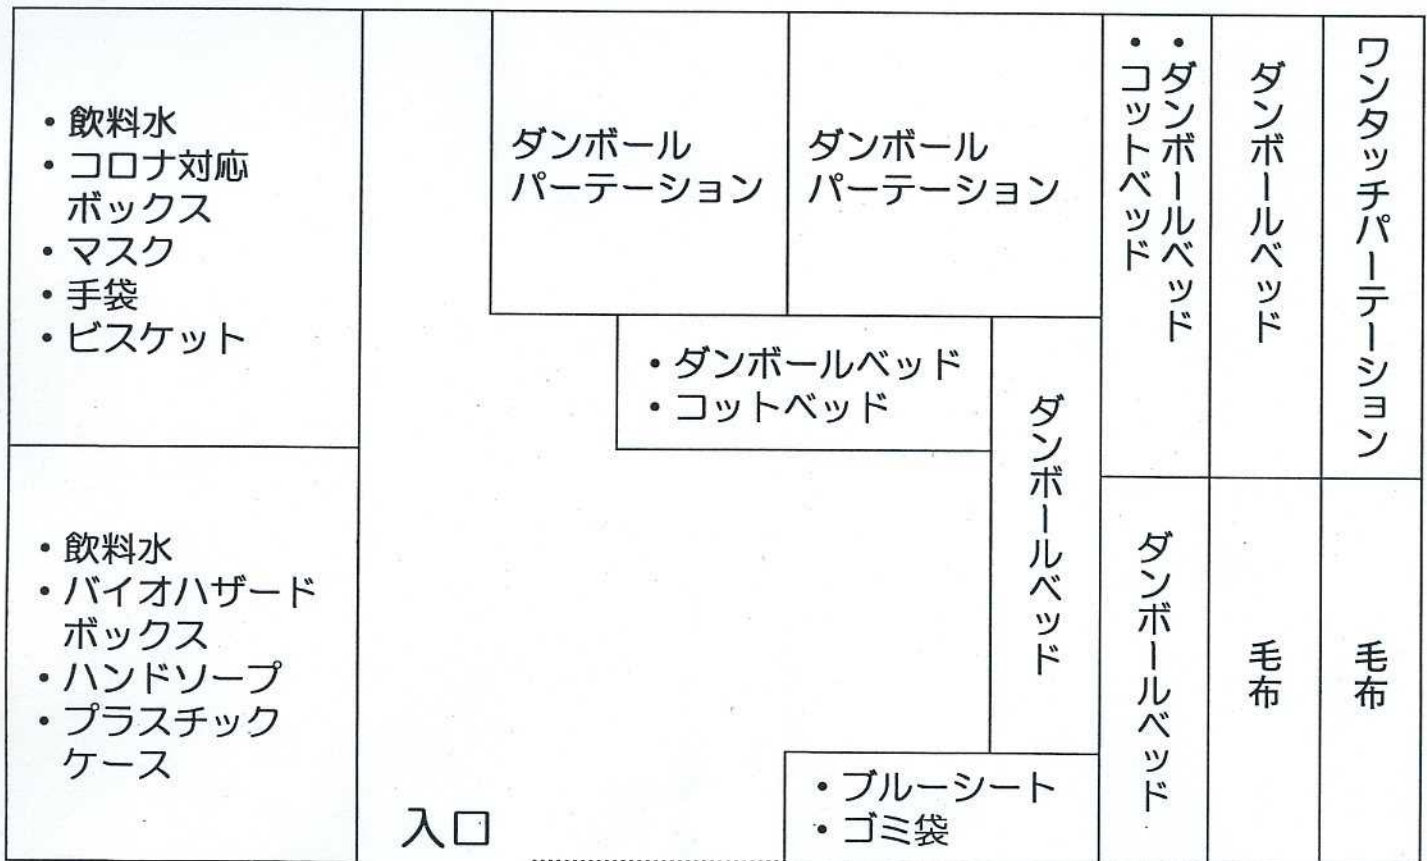 ・飲料水
・コロナ対応
ボックス
・マスク
・手袋
・ビスケット
・飲料水
・バイオハザード
ボックス
・ハンドソープ
・プラスチック
ケース
入口
ダンボール
パーテーション
ダンボール
パーテーション
・ダンボールベッド
・コットベッド
ダンボールベッド
・ブルーシート
・ゴミ袋
・ダンボールベッド
・コットベッド
ダンボールベッド
ダンボールベッド
毛布
ワンタッチパーテーション
毛布